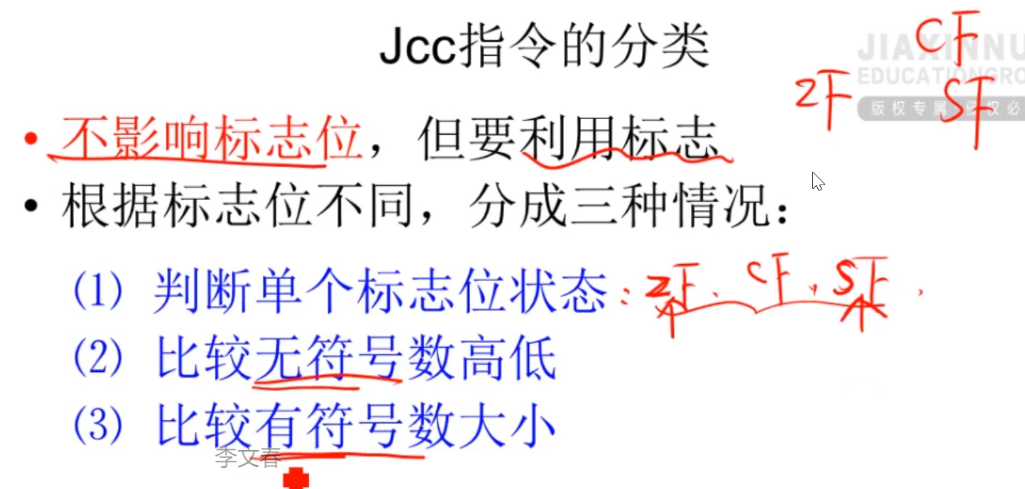 Jcc指令的分类
JIAXINNU
EDUCATIONGRO
版权专属 侵权必
CF
ZF SF
• 不影响标志位，但要利用标志
• 根据标志位不同，分成三种情况：
(1) 判断单个标志位状态：ZF、CF，SF，
(2) 比较无符号数高低
(3) 比较有符号数大小
李文春